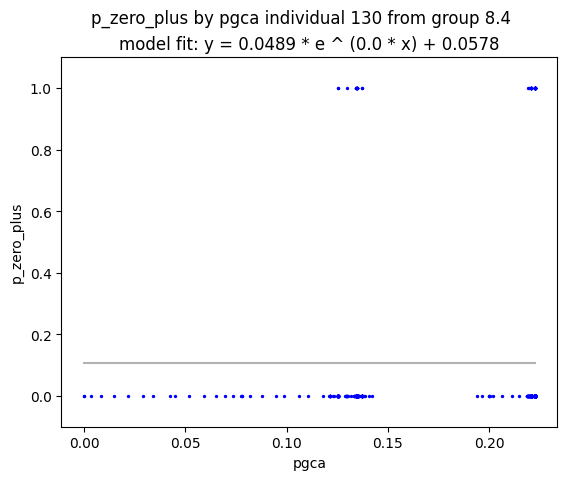 p_zero_plus by pgca individual 130 from group 8.4
model fit: y = 0.0489 * e ^ (0.0 * x) + 0.0578
1.0
0.8
0.6
0.4
0.2
0.0
p_zero_plus
0.00 0.05 0.10 0.15 0.20
pgca